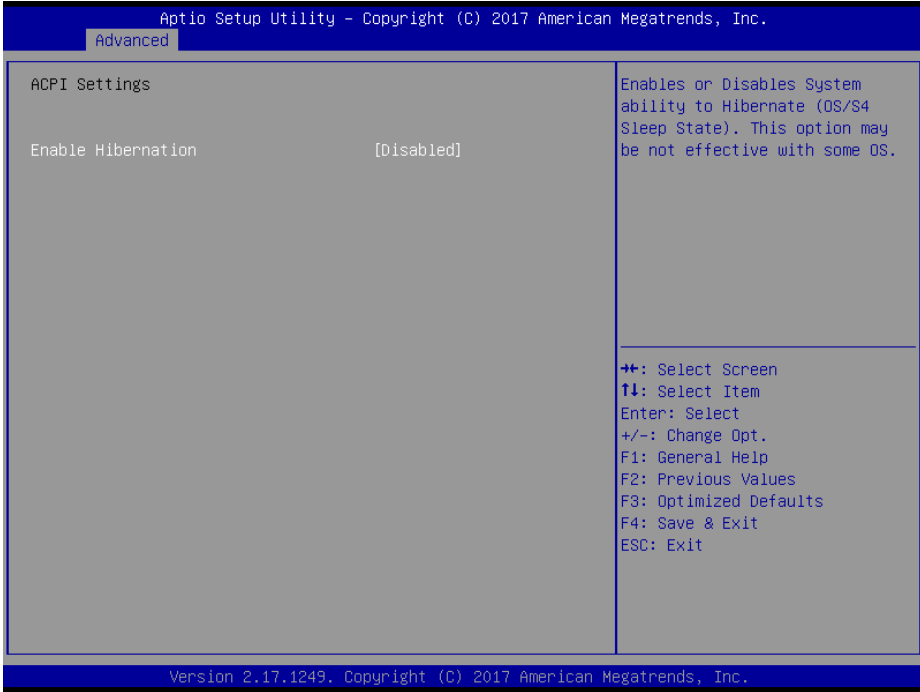 Aptio Setup Utility – Copyright (C) 2017 American Megatrends, Inc.
Advanced
ACPI Settings
Enable Hibernation [Disabled]
Enables or Disables System
ability to Hibernate (OS/S4
Sleep State). This option may
be not effective with some OS.
→←: Select Screen
↑↓: Select Item
Enter: Select
+/-: Change Opt.
F1: General Help
F2: Previous Values
F3: Optimized Defaults
F4: Save & Exit
ESC: Exit
Version 2.17.1249. Copyright (C) 2017 American Megatrends, Inc.